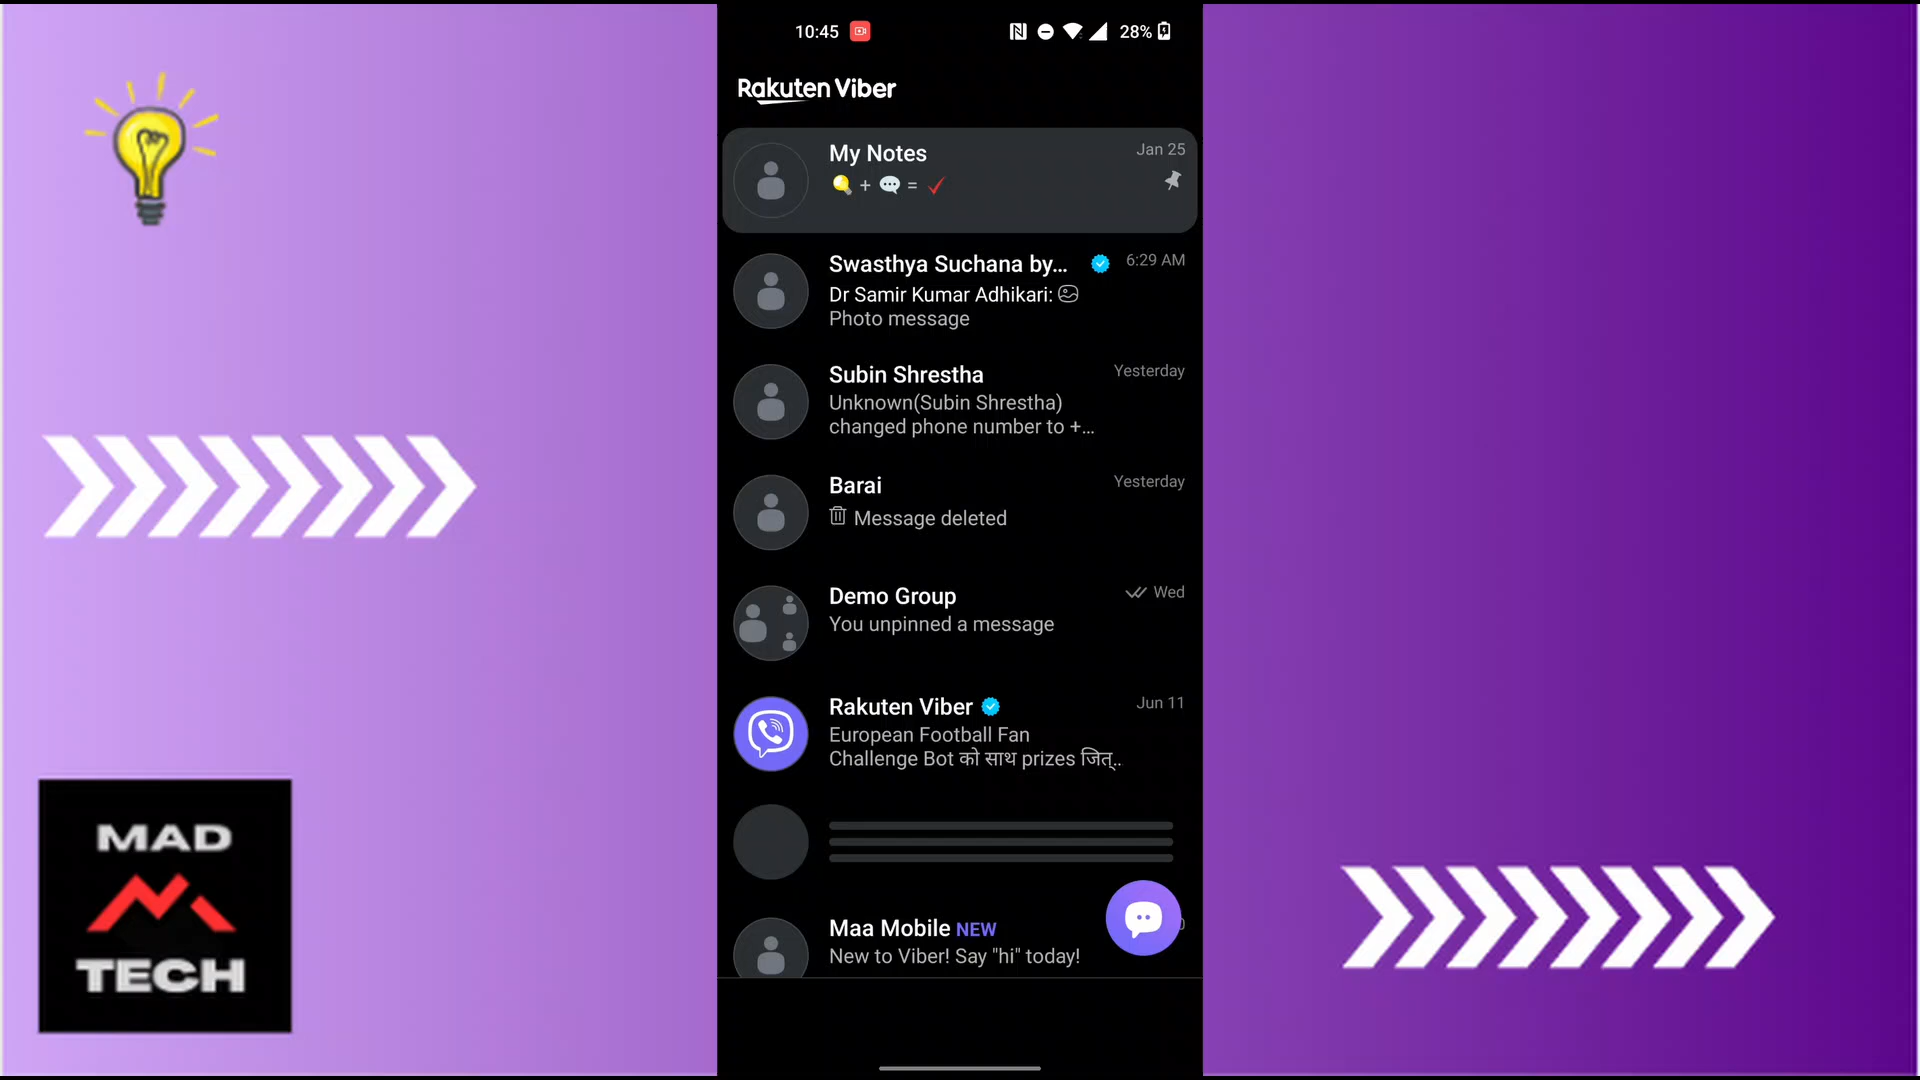 10:45
28%
Rakuten Viber
My Notes
Jan 25
+ =
Swasthya Suchana by...
6:29 AM
Dr Samir Kumar Adhikari:
Photo message
Subin Shrestha
Yesterday
Unknown(Subin Shrestha)
changed phone number to +...
Barai
Yesterday
Message deleted
Demo Group
Wed
You unpinned a message
Rakuten Viber
Jun 11
European Football Fan
Challenge Bot को साथ prizes जित्..
Maa Mobile NEW
New to Viber! Say "hi" today!
MAD
TECH